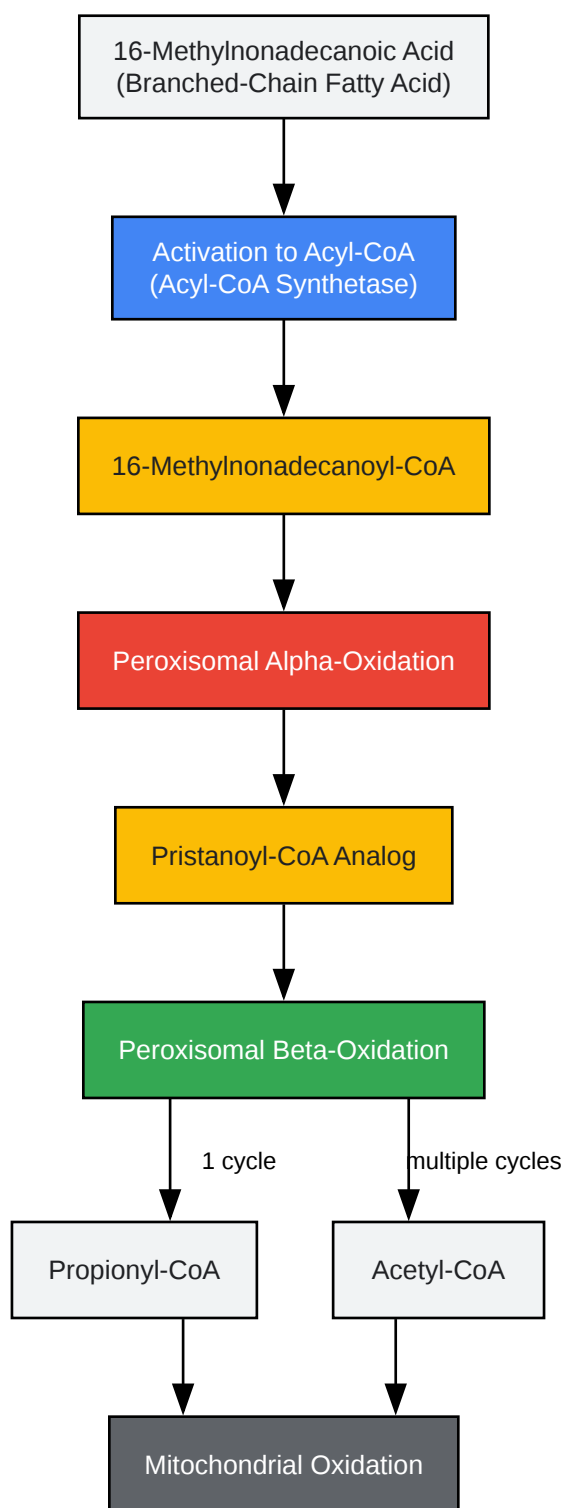 16-Methylnonadecanoic Acid
(Branched-Chain Fatty Acid)
Activation to Acyl-CoA
(Acyl-CoA Synthetase)
16-Methylnonadecanoyl-CoA
Peroxisomal Alpha-Oxidation
Pristanoyl-CoA Analog
Peroxisomal Beta-Oxidation
1 cycle
multiple cycles
Propionyl-CoA
Acetyl-CoA
Mitochondrial Oxidation